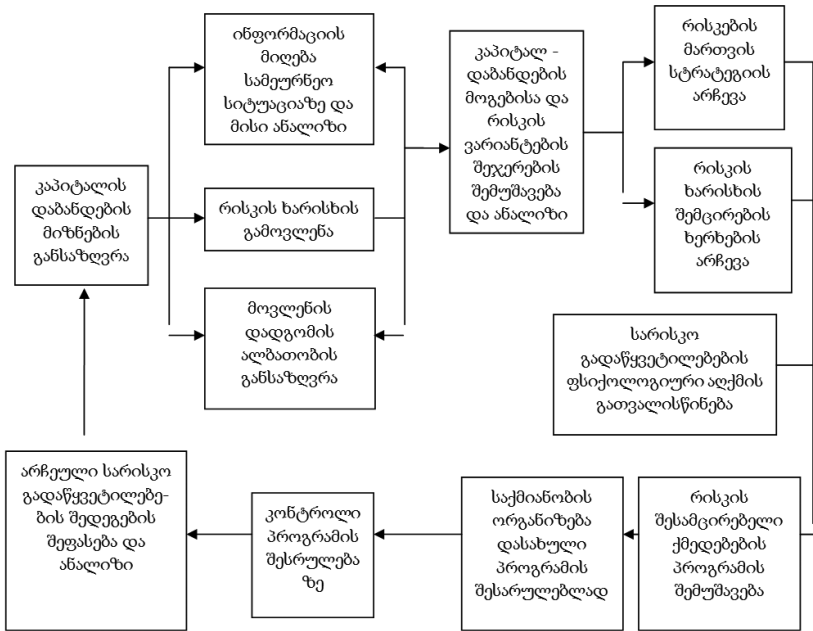 ინფორმაციის
მიღება
სამეურნეო
სიტუაციაზე და
მისი ანალიზი
კაპიტალ -
დაბანდების
მოგებისა და
რისკის
ვარიანტების
შეჯერების
შემუშავება
და ანალიზი
რისკების
მართვის
სტრატეგიის
არჩევა
კაპიტალის
დაბანდების
მიზნების
განსაზღვრა
რისკის ხარისხის
გამოვლენა
რისკის
ხარისხის
შემცირების
ხერხების
არჩევა
მოვლენის
დადგომის
ალბათობის
განსაზღვრა
სარისკო
გადაწყვეტილებების
ფსიქოლოგიური აღქმის
გათვალისწინება
არჩეული სარისკო
გადაწყვეტილებე-
ბის შედეგების
შეფასება და
ანალიზი
კონტროლი
პროგრამის
შესრულება
ზე
საქმიანობის
ორგანიზება
დასახული
პროგრამის
შესარულებლად
რისკის
შესამცირებელი
ქმედებების
პროგრამის
შემუშავება